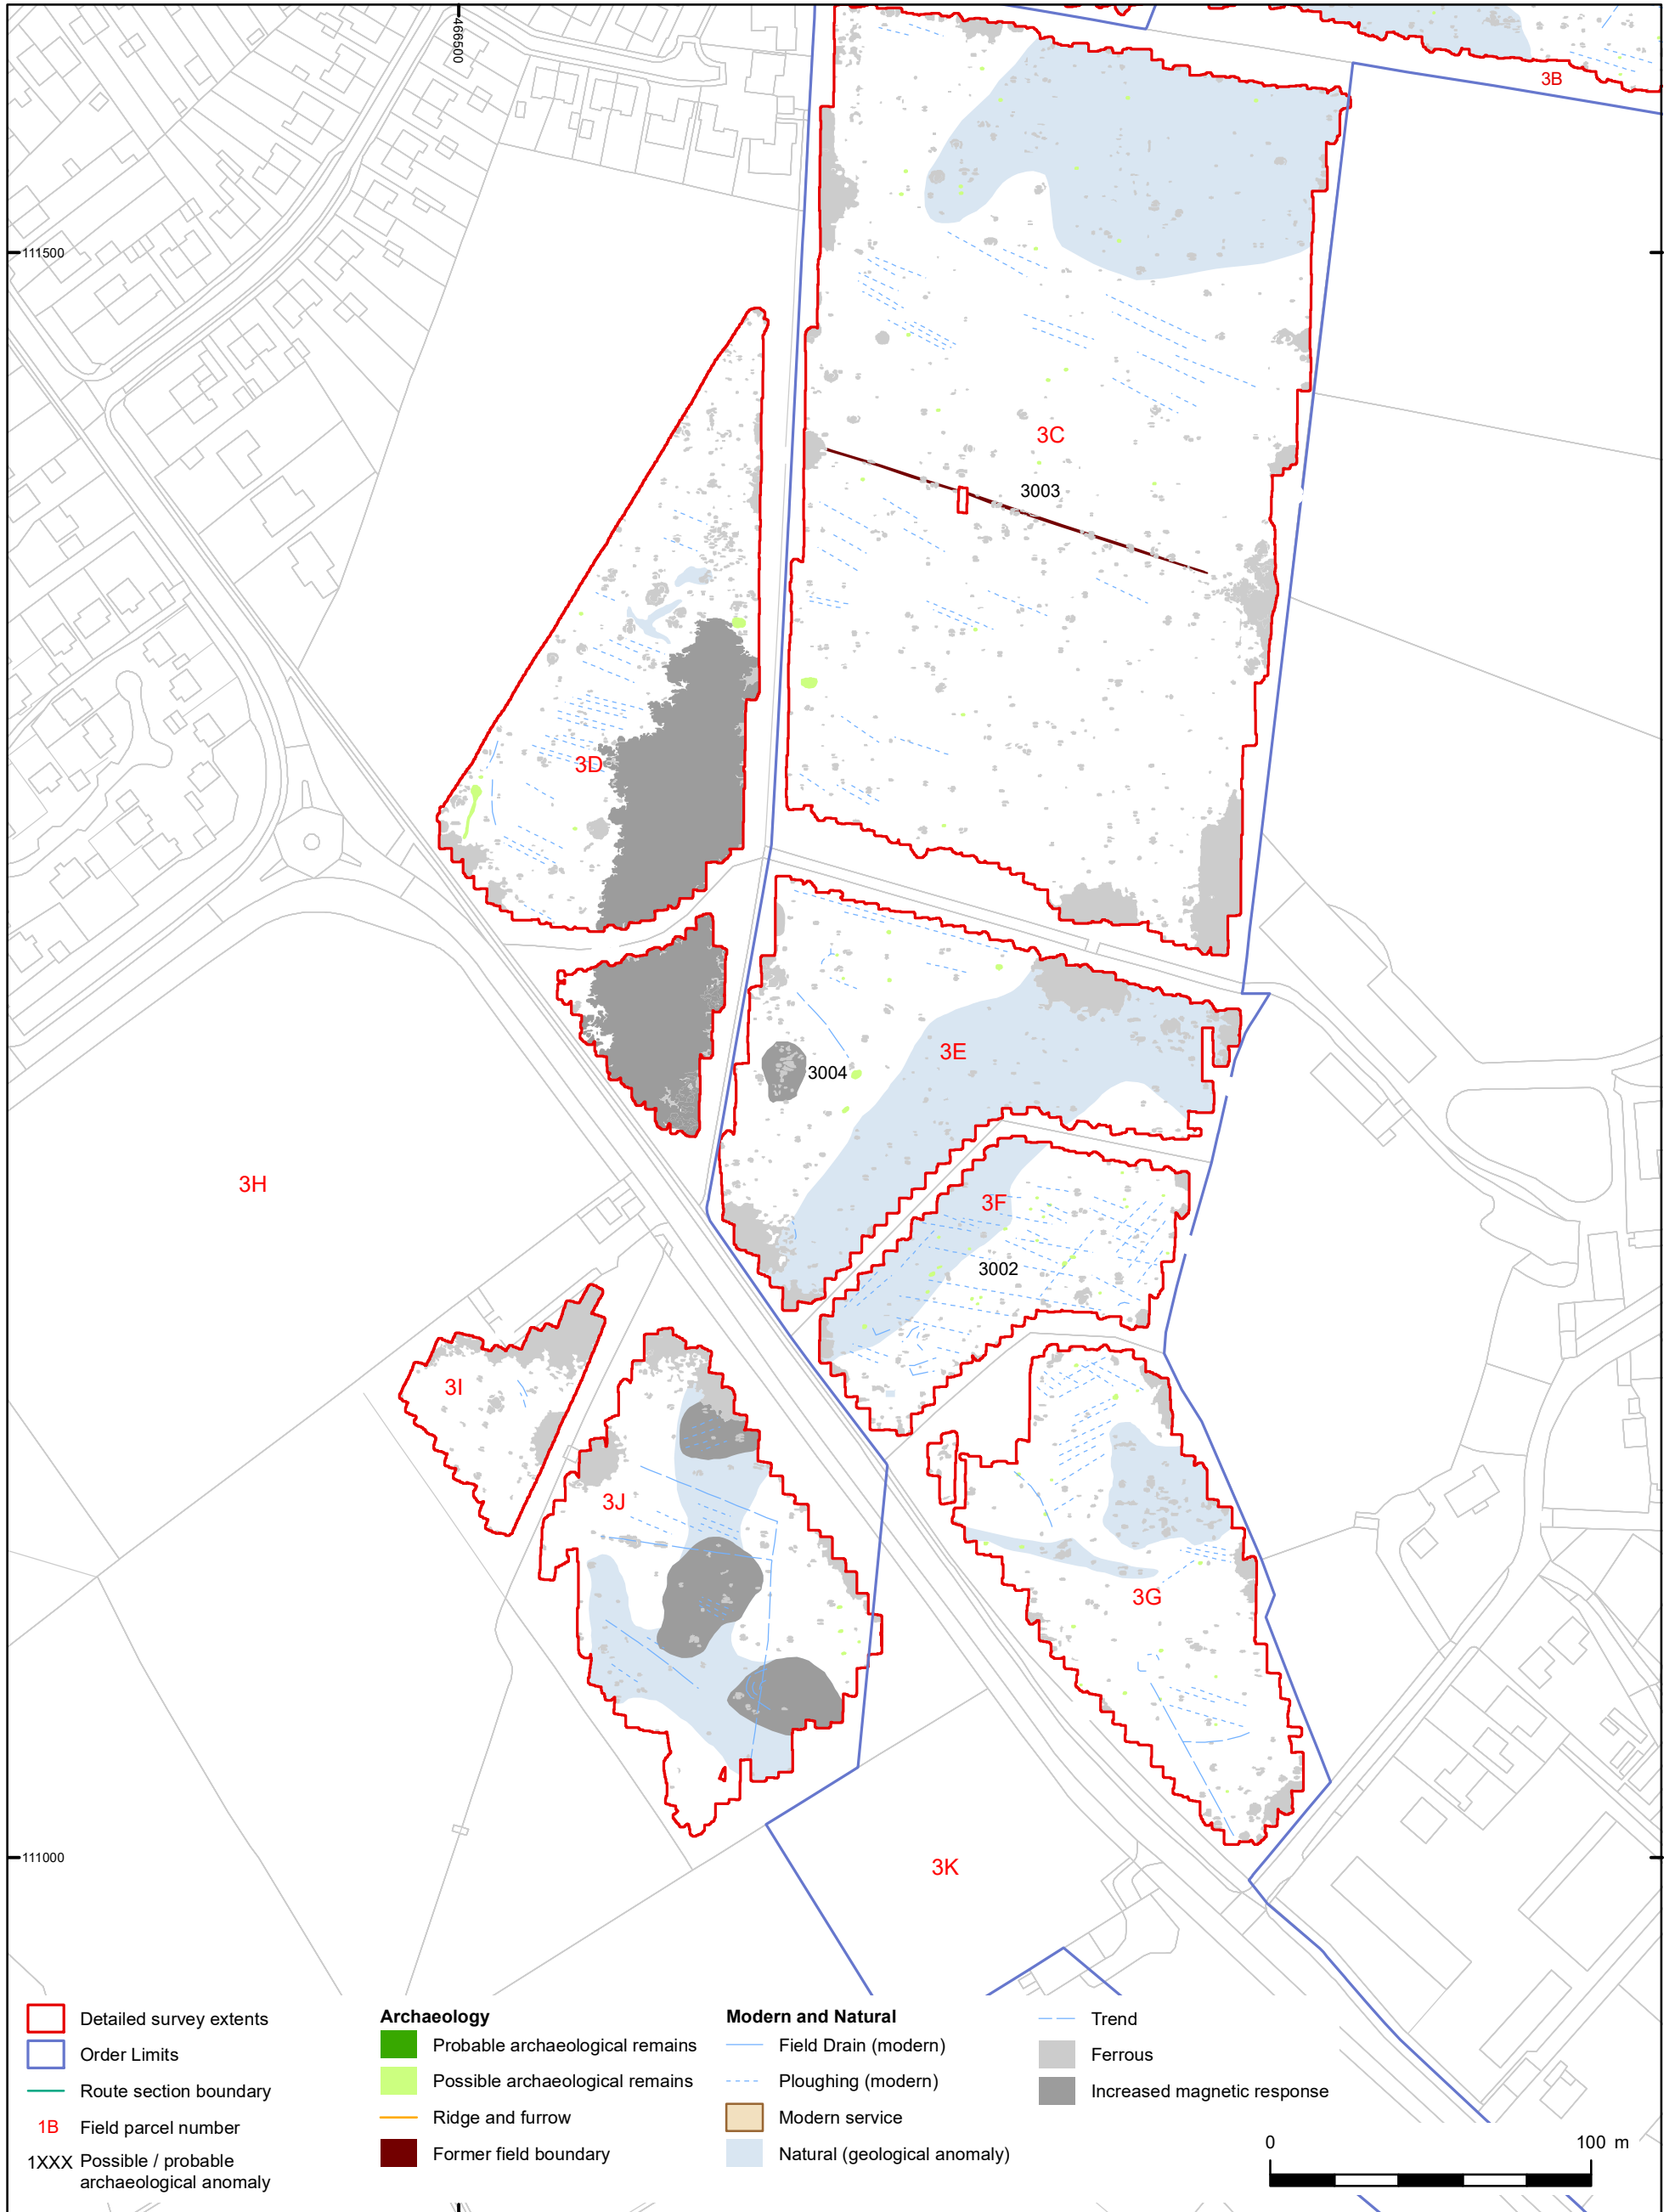 466500
3B
111500
3C
3003
3D
3E
3004
3H
3F
3002
3I
3J
3G
111000
3K
Detailed survey extents
Order Limits
Route section boundary
1B Field parcel number
1XXX Possible / probable
archaeological anomaly
Archaeology
Probable archaeological remains
Possible archaeological remains
Ridge and furrow
Former field boundary
Modern and Natural
Field Drain (modern)
Ploughing (modern)
Modern service
Natural (geological anomaly)
Trend
Ferrous
Increased magnetic response
0 100 m